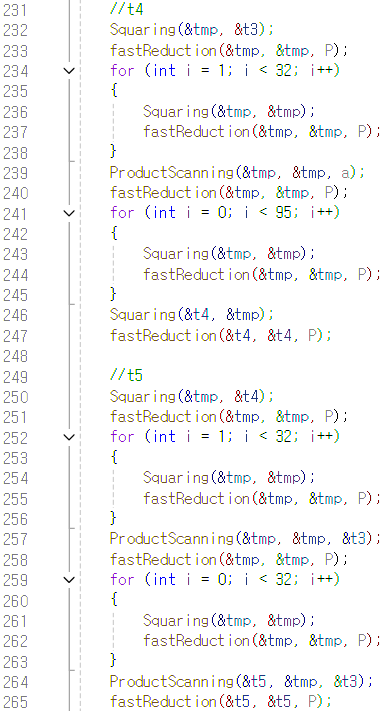 231 //t4
232 Squaring(&tmp, &t3);
233 fastReduction(&tmp, &tmp, P);
234 for (int i = 1; i < 32; i++)
235 {
236 Squaring(&tmp, &tmp);
237 fastReduction(&tmp, &tmp, P);
238 }
239 ProductScanning(&tmp, &tmp, a);
240 fastReduction(&tmp, &tmp, P);
241 for (int i = 0; i < 95; i++)
242 {
243 Squaring(&tmp, &tmp);
244 fastReduction(&tmp, &tmp, P);
245 }
246 Squaring(&t4, &tmp);
247 fastReduction(&t4, &t4, P);
248
249 //t5
250 Squaring(&tmp, &t4);
251 fastReduction(&tmp, &tmp, P);
252 for (int i = 1; i < 32; i++)
253 {
254 Squaring(&tmp, &tmp);
255 fastReduction(&tmp, &tmp, P);
256 }
257 ProductScanning(&tmp, &tmp, &t3);
258 fastReduction(&tmp, &tmp, P);
259 for (int i = 0; i < 32; i++)
260 {
261 Squaring(&tmp, &tmp);
262 fastReduction(&tmp, &tmp, P);
263 }
264 ProductScanning(&t5, &tmp, &t3);
265 fastReduction(&t5, &t5, P);